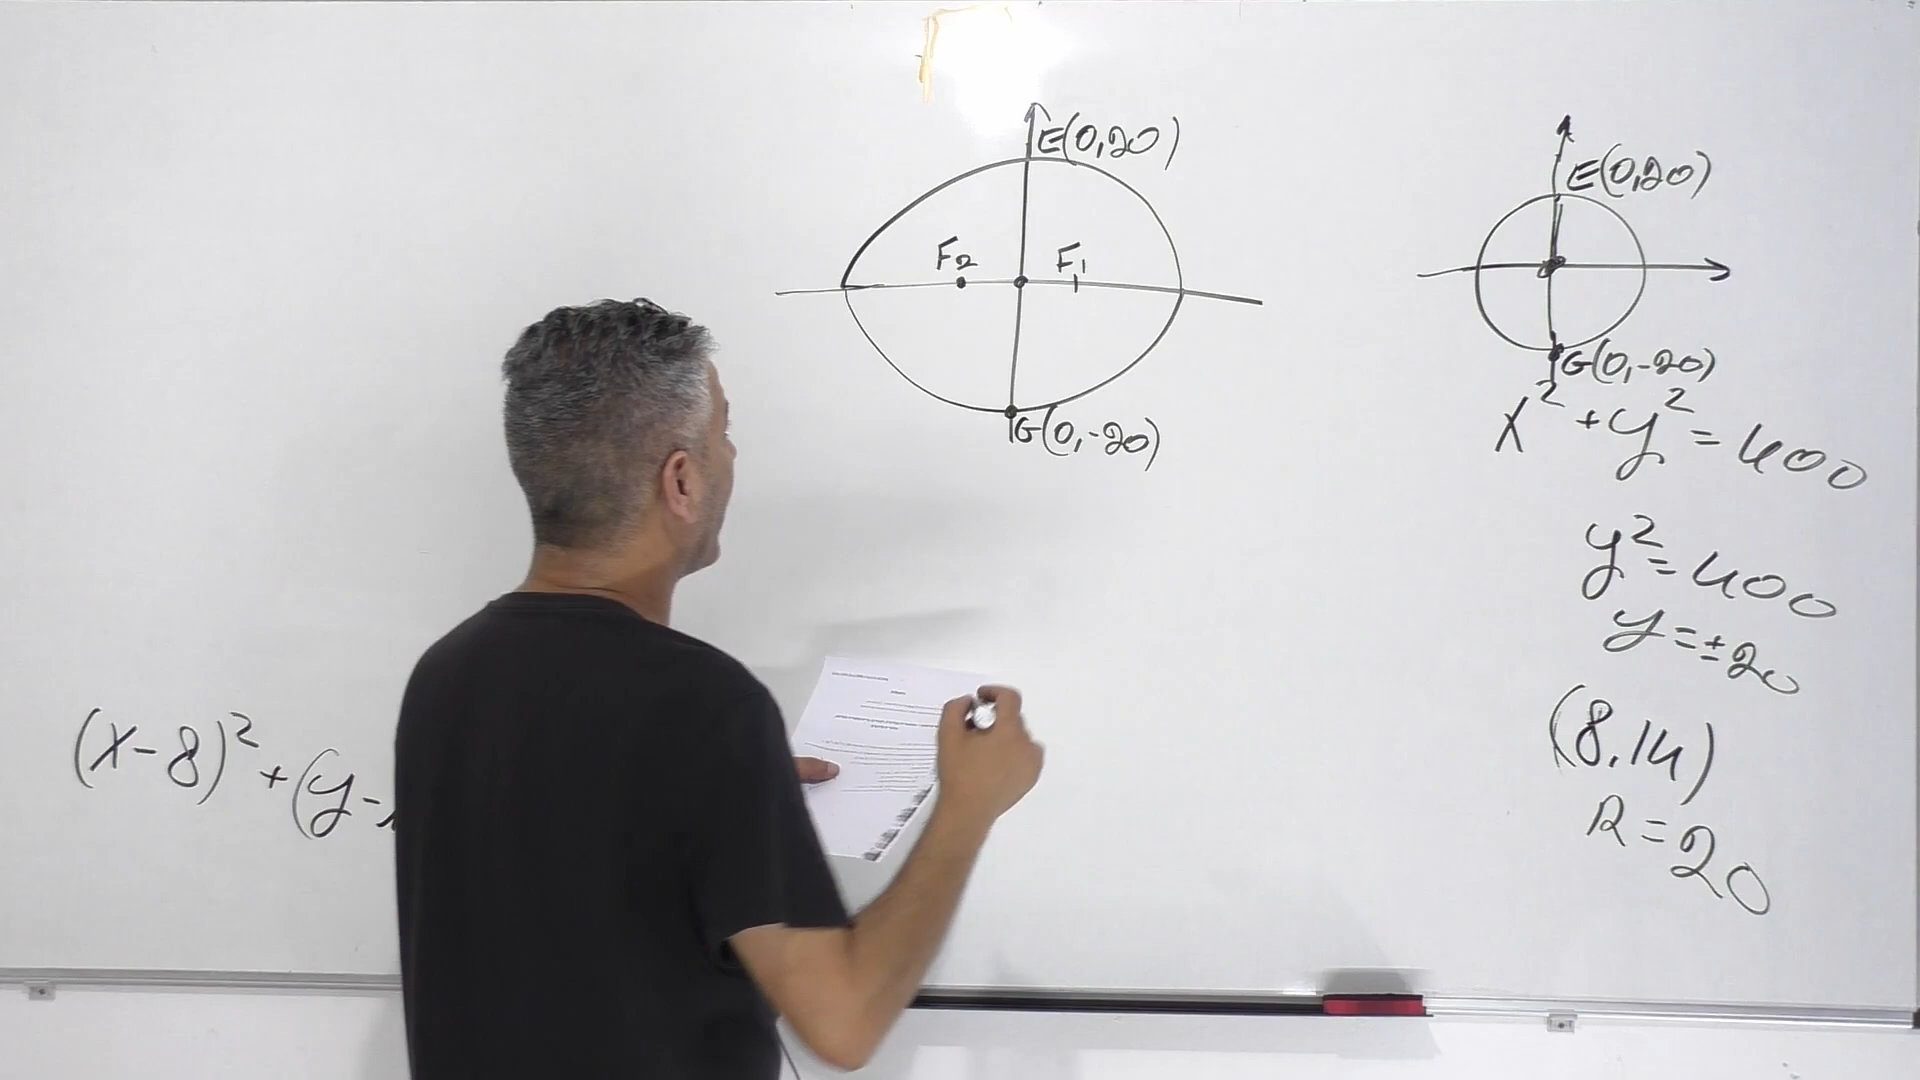 E(0,20)
F2 F1
G(0,-20)
E(0,20)
G(0,-20)
x² + y² = 400
y² = 400
y = ± 20
(8,14)
R = 20
(x-8)² + (y-